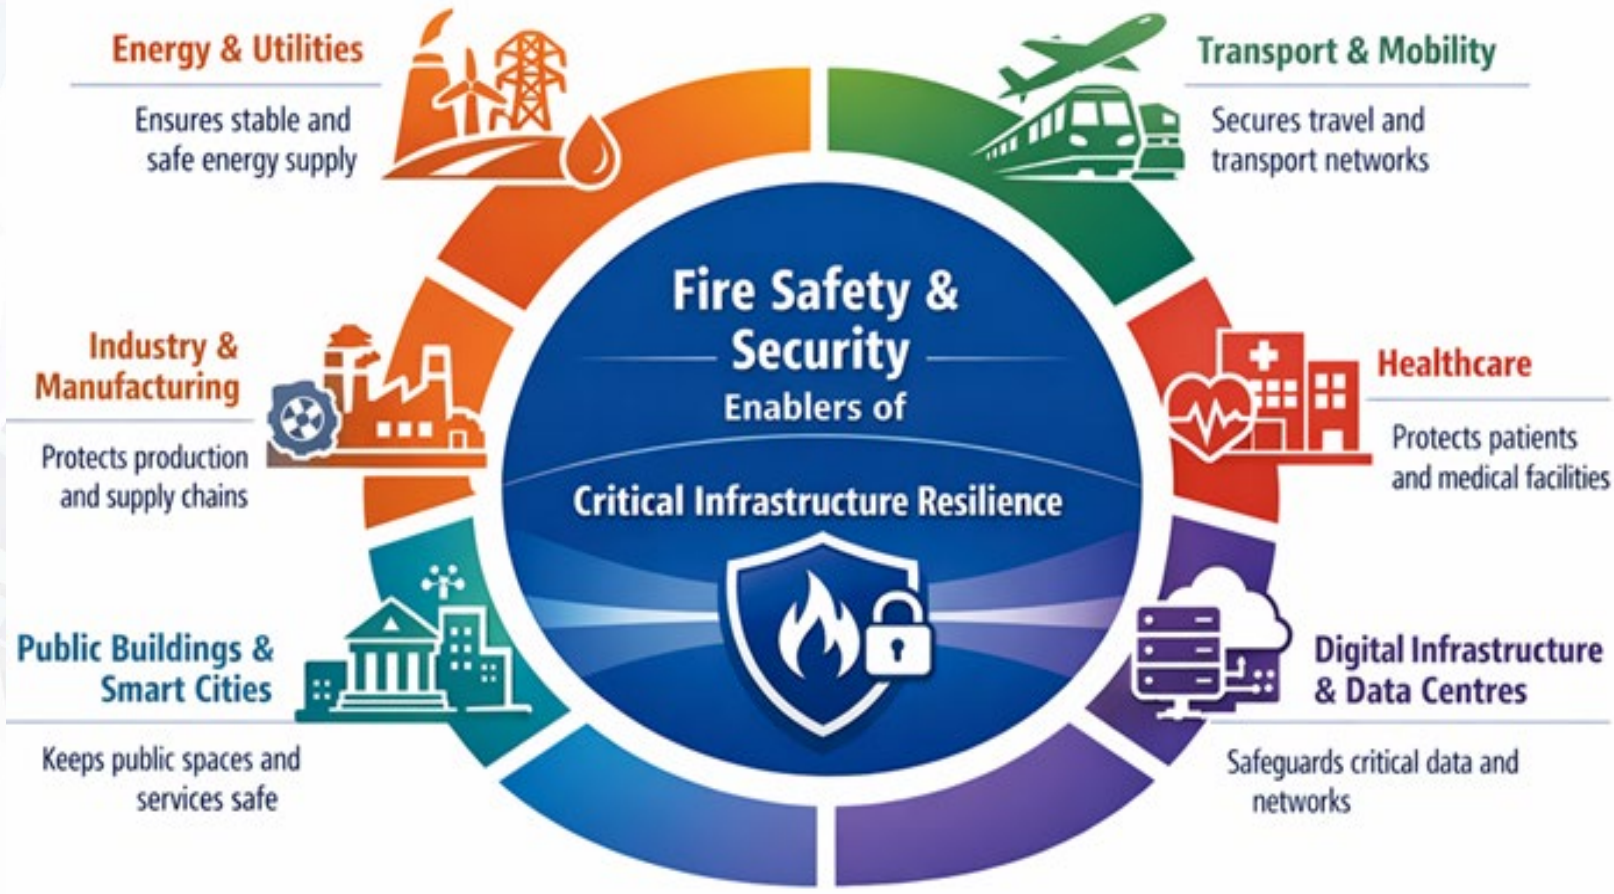 Energy & Utilities
Ensures stable and
safe energy supply
Transport & Mobility
Secures travel and
transport networks
Fire Safety &
Security
Enablers of
Critical Infrastructure Resilience
Industry &
Manufacturing
Protects production
and supply chains
Healthcare
Protects patients
and medical facilities
Public Buildings &
Smart Cities
Keeps public spaces and
services safe
Digital Infrastructure
& Data Centres
Safeguards critical data and
networks